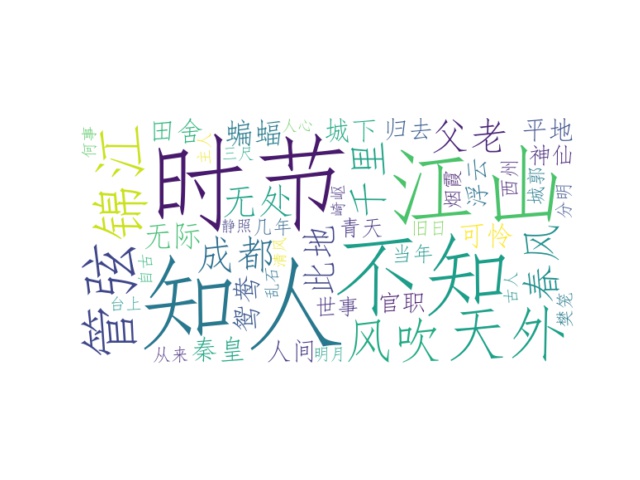 何事
田舍
蝙蝠
人心
城下
归去
父老
平地
主人
三尺
神仙
锦江
时节
千里
江山
烟霞
浮云
西州
城郭
分明
无处
崎岖
无际
静照
几年
青天
旧日
可怜
春风
管弦
自古
成都
清风
此地
不知
当年
古人
台上
知人
鸳鸯
乱石
世事
官职
樊笼
从来
秦皇
人间
明月
风吹
天外